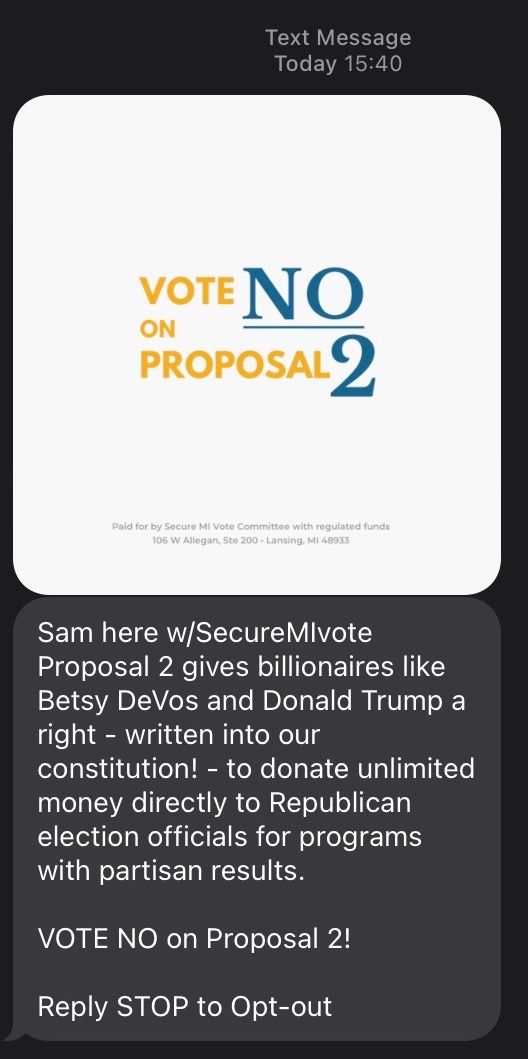 Text Message
Today 15:40
VOTE NO
ON
PROPOSAL 2
Paid for by Secure MI Vote Committee with regulated funds
106 W Allegan, Ste 200 • Lansing, MI 48933
Sam here w/SecureMIvote
Proposal 2 gives billionaires like
Betsy DeVos and Donald Trump a
right - written into our
constitution! - to donate unlimited
money directly to Republican
election officials for programs
with partisan results.
VOTE NO on Proposal 2!
Reply STOP to Opt-out